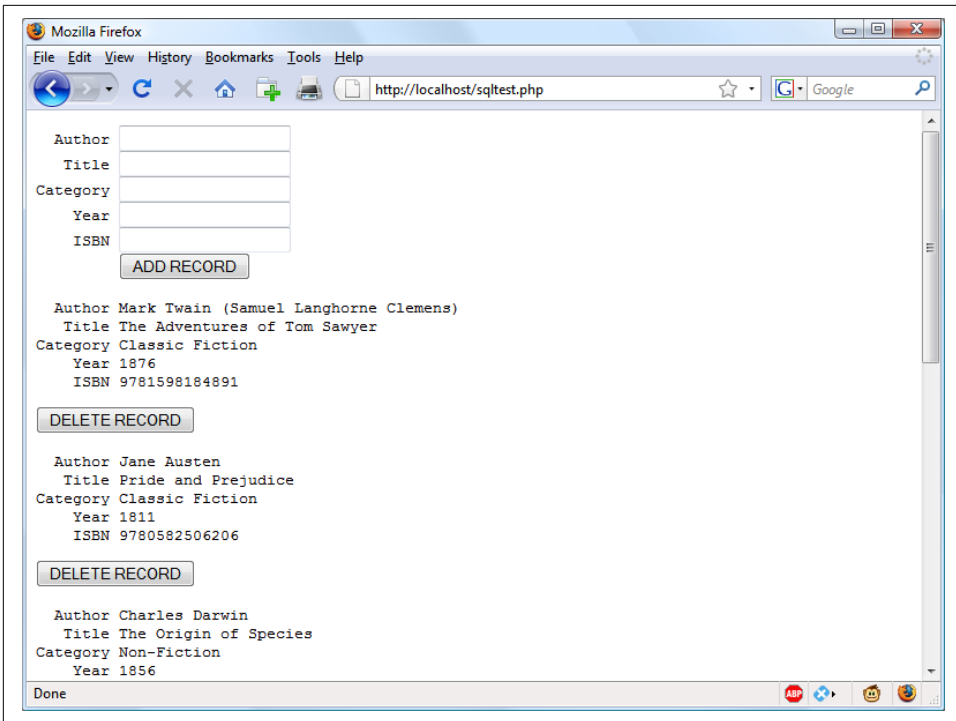 Mozilla Firefox
File Edit View History Bookmarks Tools Help
http://localhost/sqltest.php
G Google
Author
Title
Category
Year
ISBN
ADD RECORD
Author Mark Twain (Samuel Langhorne Clemens)
Title The Adventures of Tom Sawyer
Category Classic Fiction
Year 1876
ISBN 9781598184891
DELETE RECORD
Author Jane Austen
Title Pride and Prejudice
Category Classic Fiction
Year 1811
ISBN 9780582506206
DELETE RECORD
Author Charles Darwin
Title The Origin of Species
Category Non-Fiction
Year 1856
Done
ABP